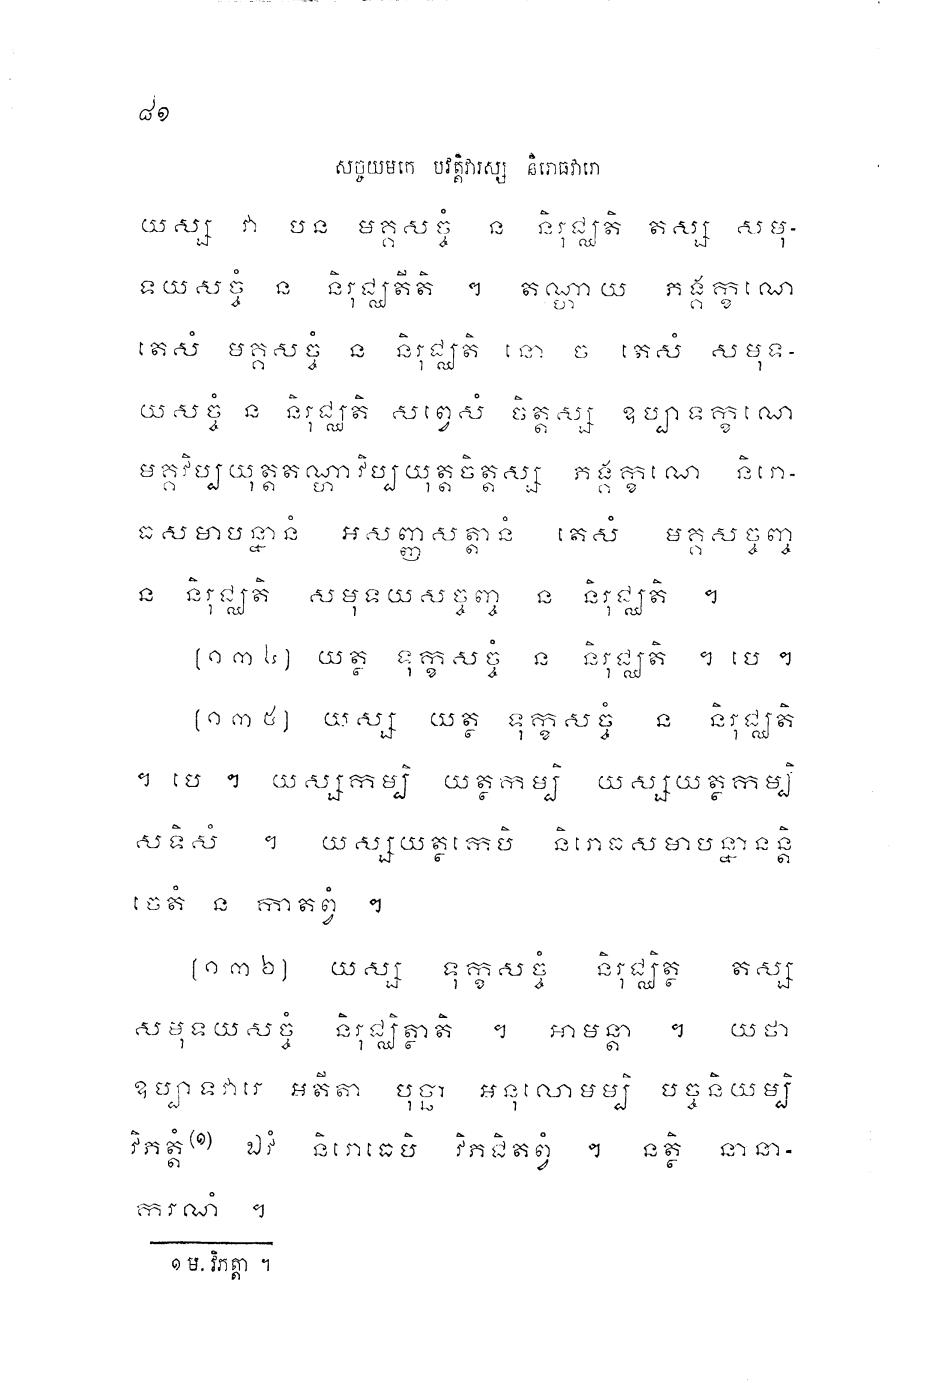 ៨១
សច្ចយមកេ បវត្តិវារស្ស និរោធវារោ
យស្ស វា បន មគ្គសច្ចំ ន និរុជ្ឈតិ តស្ស សមុ-
ទយសច្ចំ ន និរុជ្ឈតីតិ ។ តណ្ហាយ ភង្គក្ខណេ
តេសំ មគ្គសច្ចំ ន និរុជ្ឈតិ នោ ច តេសំ សមុទ-
យសច្ចំ ន និរុជ្ឈតិ សព្វេសំ ចិត្តស្ស ឧប្បាទក្ខណេ
មគ្គវិប្បយុត្តតណ្ហាវិប្បយុត្តចិត្តស្ស ភង្គក្ខណេ និរោ-
ធសមាបន្នានំ អសញ្ញសត្តានំ តេសំ មគ្គសច្ចញ្ច
ន និរុជ្ឈតិ សមុទយសច្ចញ្ច ន និរុជ្ឈតិ ។
[១៣៤] យត្ថ ទុក្ខសច្ចំ ន និរុជ្ឈតិ ។ បេ ។
[១៣៥] យស្ស យត្ថ ទុក្ខសច្ចំ ន និរុជ្ឈតិ
។ បេ ។ យស្សកម្បិ យត្ថកម្បិ យស្សយត្ថកម្បិ
សទិសំ ។ យស្សយត្ថកេបិ និរោធសមាបន្នានន្តិ
ចេតំ ន កាតព្វំ ។
[១៣៦] យស្ស ទុក្ខសច្ចំ និរុជ្ឈិត្ថ តស្ស
សមុទយសច្ចំ និរុជ្ឈិត្ថាតិ ។ អាមន្តា ។ យថា
ឧប្បាទវារេ អតីតា បុច្ឆា អនុលោមម្បិ បច្ចនិយម្បិ
វិភត្តំ(១) ឯវំ និរោធេបិ វិភជិតព្វំ ។ នត្ថិ នានា-
ករណំ ។
១ ម. វិភត្តា ។